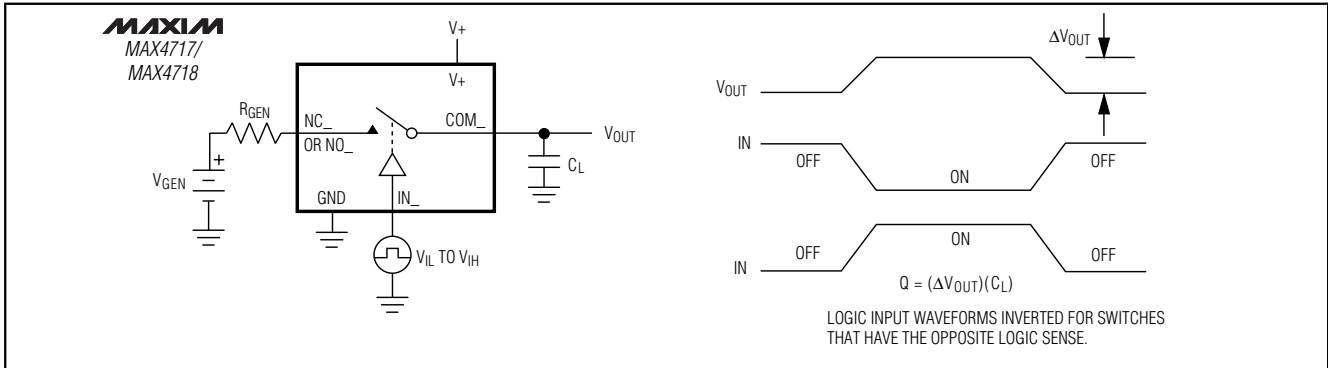 MAXIM
MAX4717/
MAX4718
V+
V+
RGEN
NC_
OR NO_
COM_
VOUT
CL
VGEN
+
GND
IN_
VIL TO VIH
ΔVOUT
VOUT
IN
OFF
ON
OFF
IN
OFF
ON
OFF
Q = (ΔVOUT)(CL)
LOGIC INPUT WAVEFORMS INVERTED FOR SWITCHES
THAT HAVE THE OPPOSITE LOGIC SENSE.